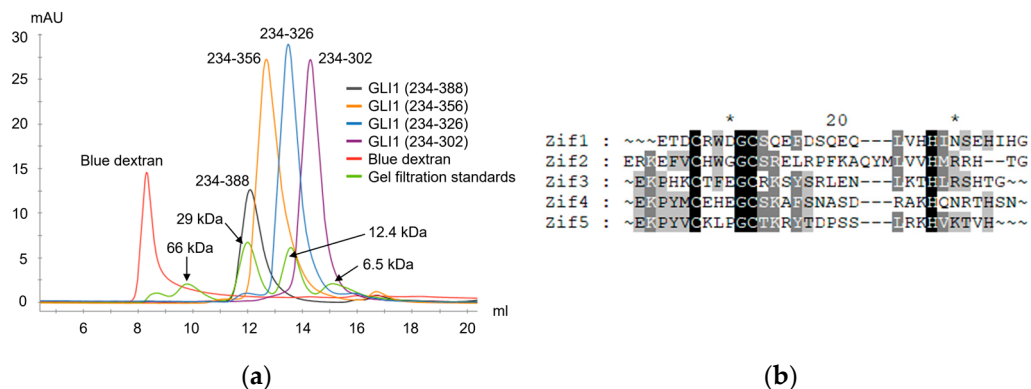 mAU
30
25
20
15
10
5
0
6
8
10
12
14
16
18
20
ml
234-326
234-356
234-302
234-388
Blue dextran
29 kDa
66 kDa
12.4 kDa
6.5 kDa
GLI1 (234-388)
GLI1 (234-356)
GLI1 (234-326)
GLI1 (234-302)
Blue dextran
Gel filtration standards
(a)
* 20 *
Zif1 : ~~~ETDCRWDGCSQEFDSQEQ---LVHHINSEHIHG
Zif2 : ERKEFVCHWGGCSRELRPFKAQYMLVVHMRRH--TG
Zif3 : ~EKPHKCTFEGCRKSYSRLEN---LKTHLRSHTG~~
Zif4 : ~EKPYMCEHEGCSKAFSNASD---RAKHQNRTHSN~
Zif5 : ~EKPYVCKLPGCTKRYTDPSS---LRKHVKTVH~~~
(b)